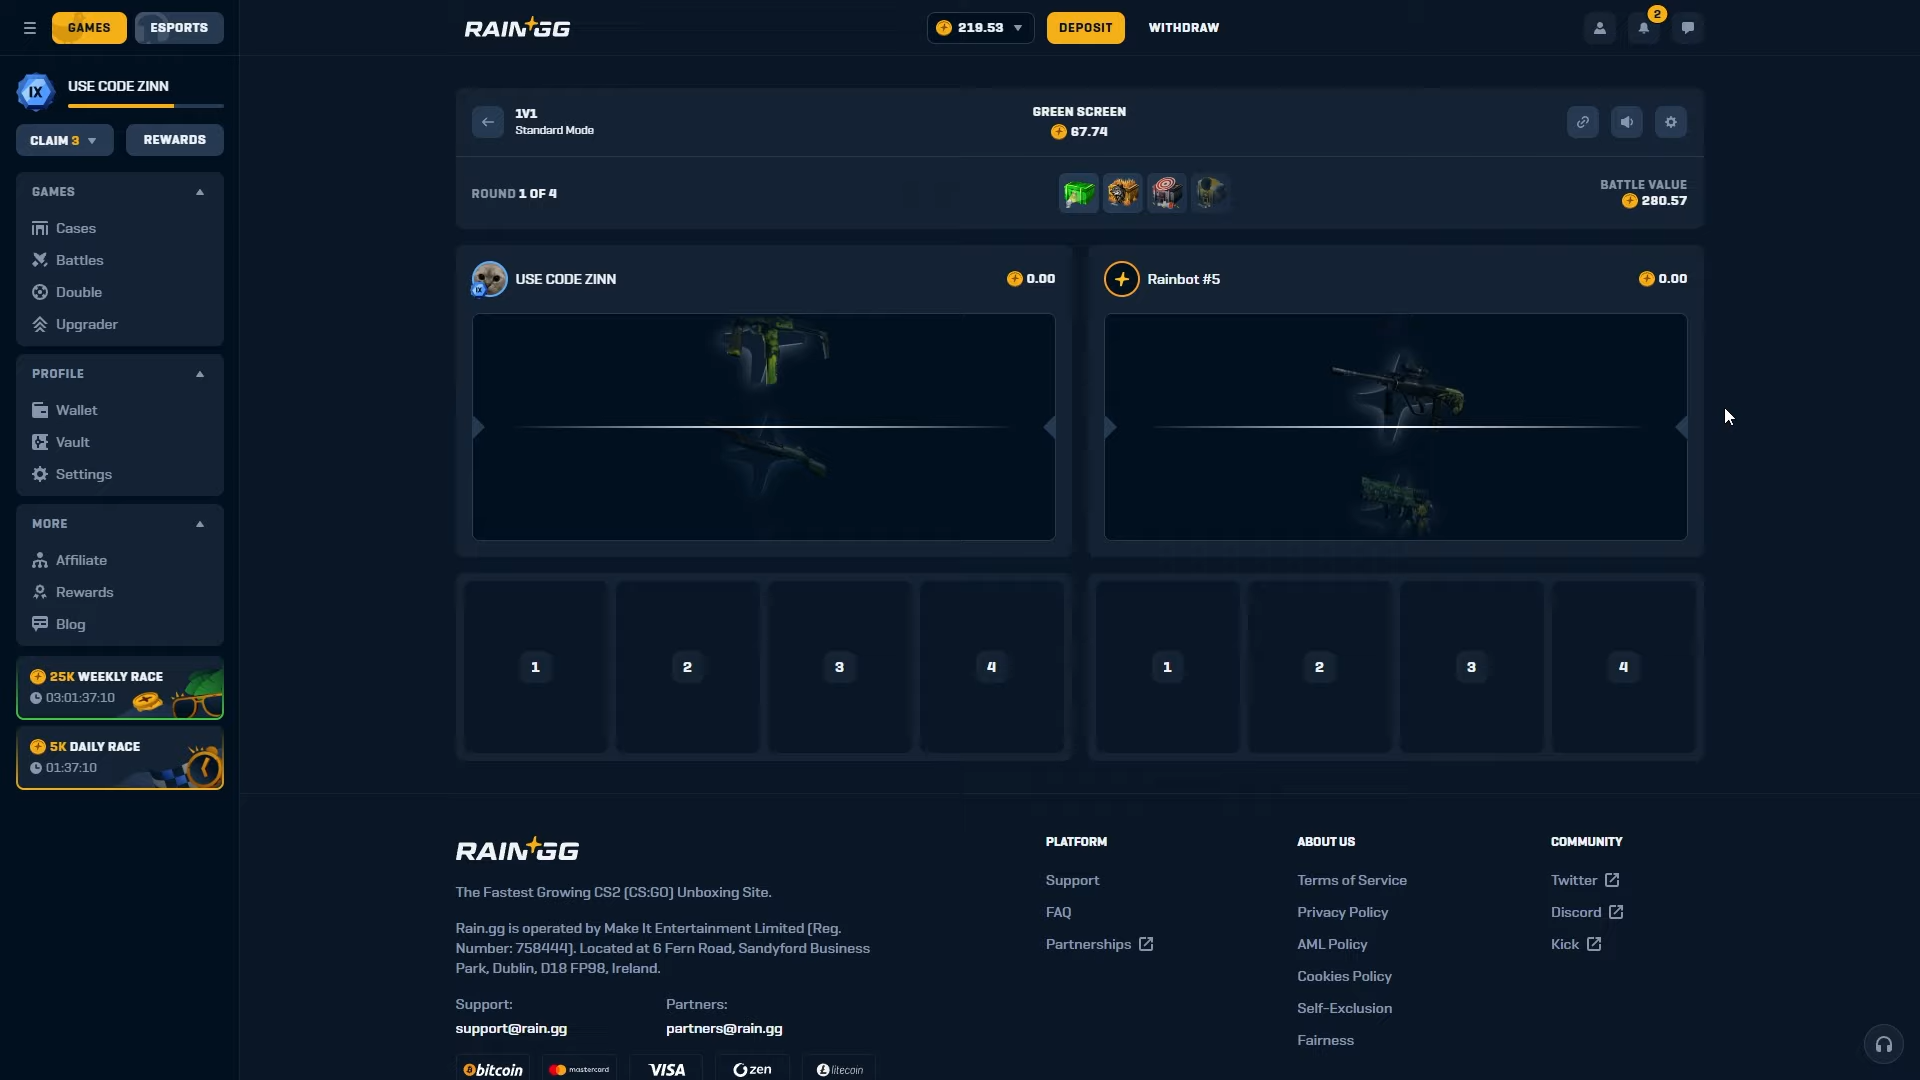 GAMES
ESPORTS
RAIN GG
219.53
DEPOSIT
WITHDRAW
2
IX
USE CODE ZINN
CLAIM 3
REWARDS
GAMES
Cases
Battles
Double
Upgrader
PROFILE
Wallet
Vault
Settings
MORE
Affiliate
Rewards
Blog
25K WEEKLY RACE
03:01:37:10
5K DAILY RACE
01:37:10
1V1
Standard Mode
GREEN SCREEN
67.74
ROUND 1 OF 4
BATTLE VALUE
280.57
USE CODE ZINN
0.00
IX
Rainbot #5
0.00
1
2
3
4
1
2
3
4
RAIN GG
The Fastest Growing CS2 (CS:GO) Unboxing Site.
Rain.gg is operated by Make It Entertainment Limited (Reg.
Number: 758444). Located at 6 Fern Road, Sandyford Business
Park, Dublin, D18 FP98, Ireland.
Support:
support@rain.gg
Partners:
partners@rain.gg
bitcoin
mastercard
VISA
zen
litecoin
PLATFORM
Support
FAQ
Partnerships
ABOUT US
Terms of Service
Privacy Policy
AML Policy
Cookies Policy
Self-Exclusion
Fairness
COMMUNITY
Twitter
Discord
Kick